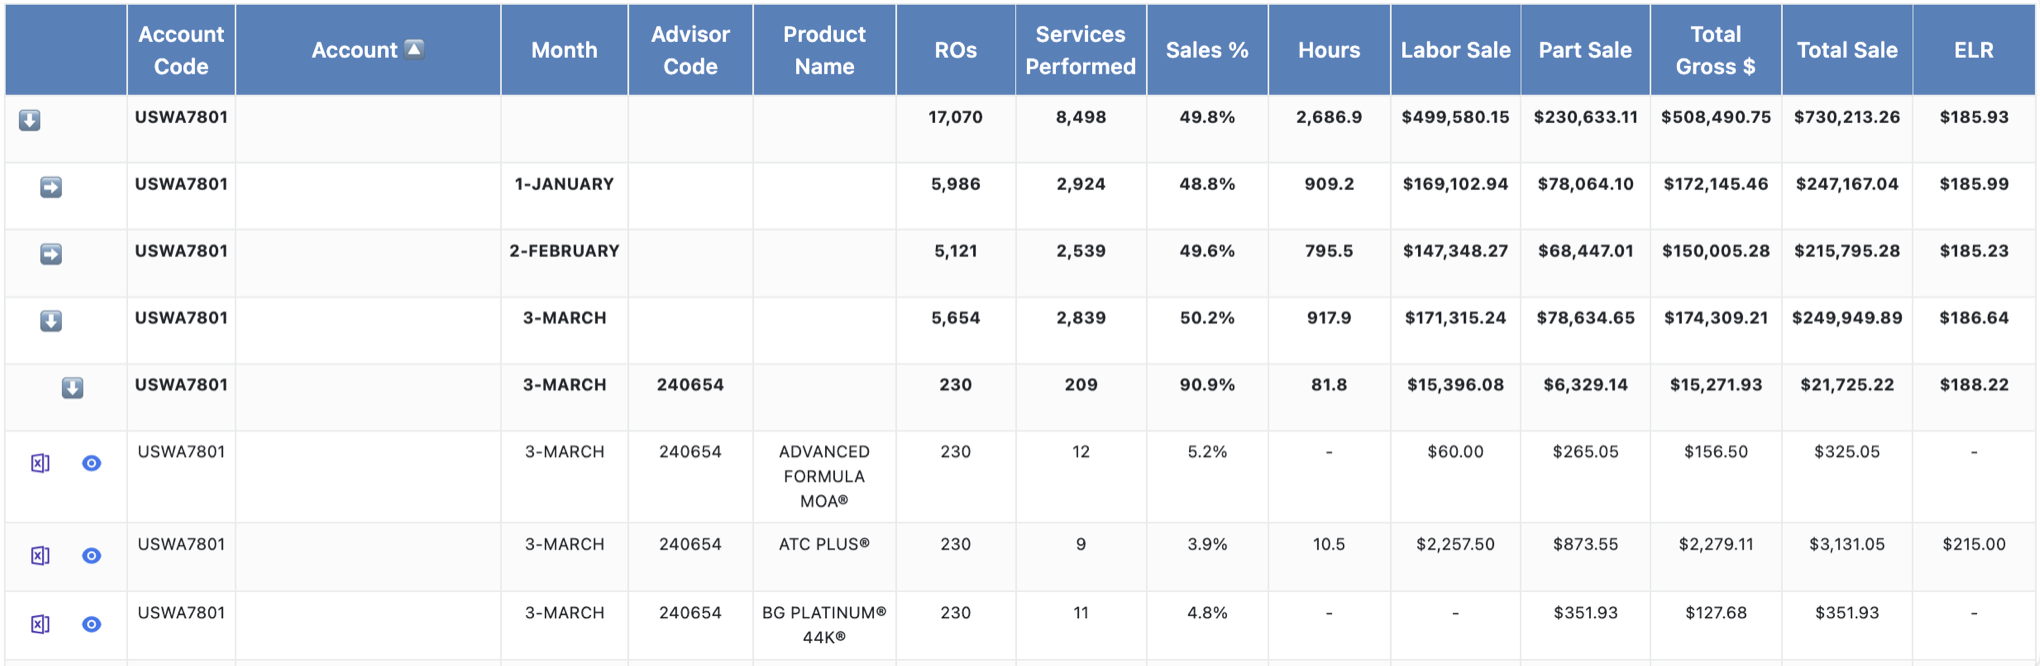 Account Code	Account	Month	Advisor Code	Product Name	ROs	Services Performed	Sales %	Hours	Labor Sale	Part Sale	Total Gross $	Total Sale	ELR
USWA7801	17,070	8,498	49.8%	2,686.9	$499,580.15	$230,633.11	$508,490.75	$730,213.26	$185.93
USWA7801	1-JANUARY	5,986	2,924	48.8%	909.2	$169,102.94	$78,064.10	$172,145.46	$247,167.04	$185.99
USWA7801	2-FEBRUARY	5,121	2,539	49.6%	795.5	$147,348.27	$68,447.01	$150,005.28	$215,795.28	$185.23
USWA7801	3-MARCH	5,654	2,839	50.2%	917.9	$171,315.24	$78,634.65	$174,309.21	$249,949.89	$186.64
USWA7801	3-MARCH	240654	230	209	90.9%	81.8	$15,396.08	$6,329.14	$15,271.93	$21,725.22	$188.22
USWA7801	3-MARCH	240654	ADVANCED FORMULA MOA®	230	12	5.2%	-	$60.00	$265.05	$156.50	$325.05	-
USWA7801	3-MARCH	240654	ATC PLUS®	230	9	3.9%	10.5	$2,257.50	$873.55	$2,279.11	$3,131.05	$215.00
USWA7801	3-MARCH	240654	BG PLATINUM® 44K®	230	11	4.8%	-	-	$351.93	$127.68	$351.93	-